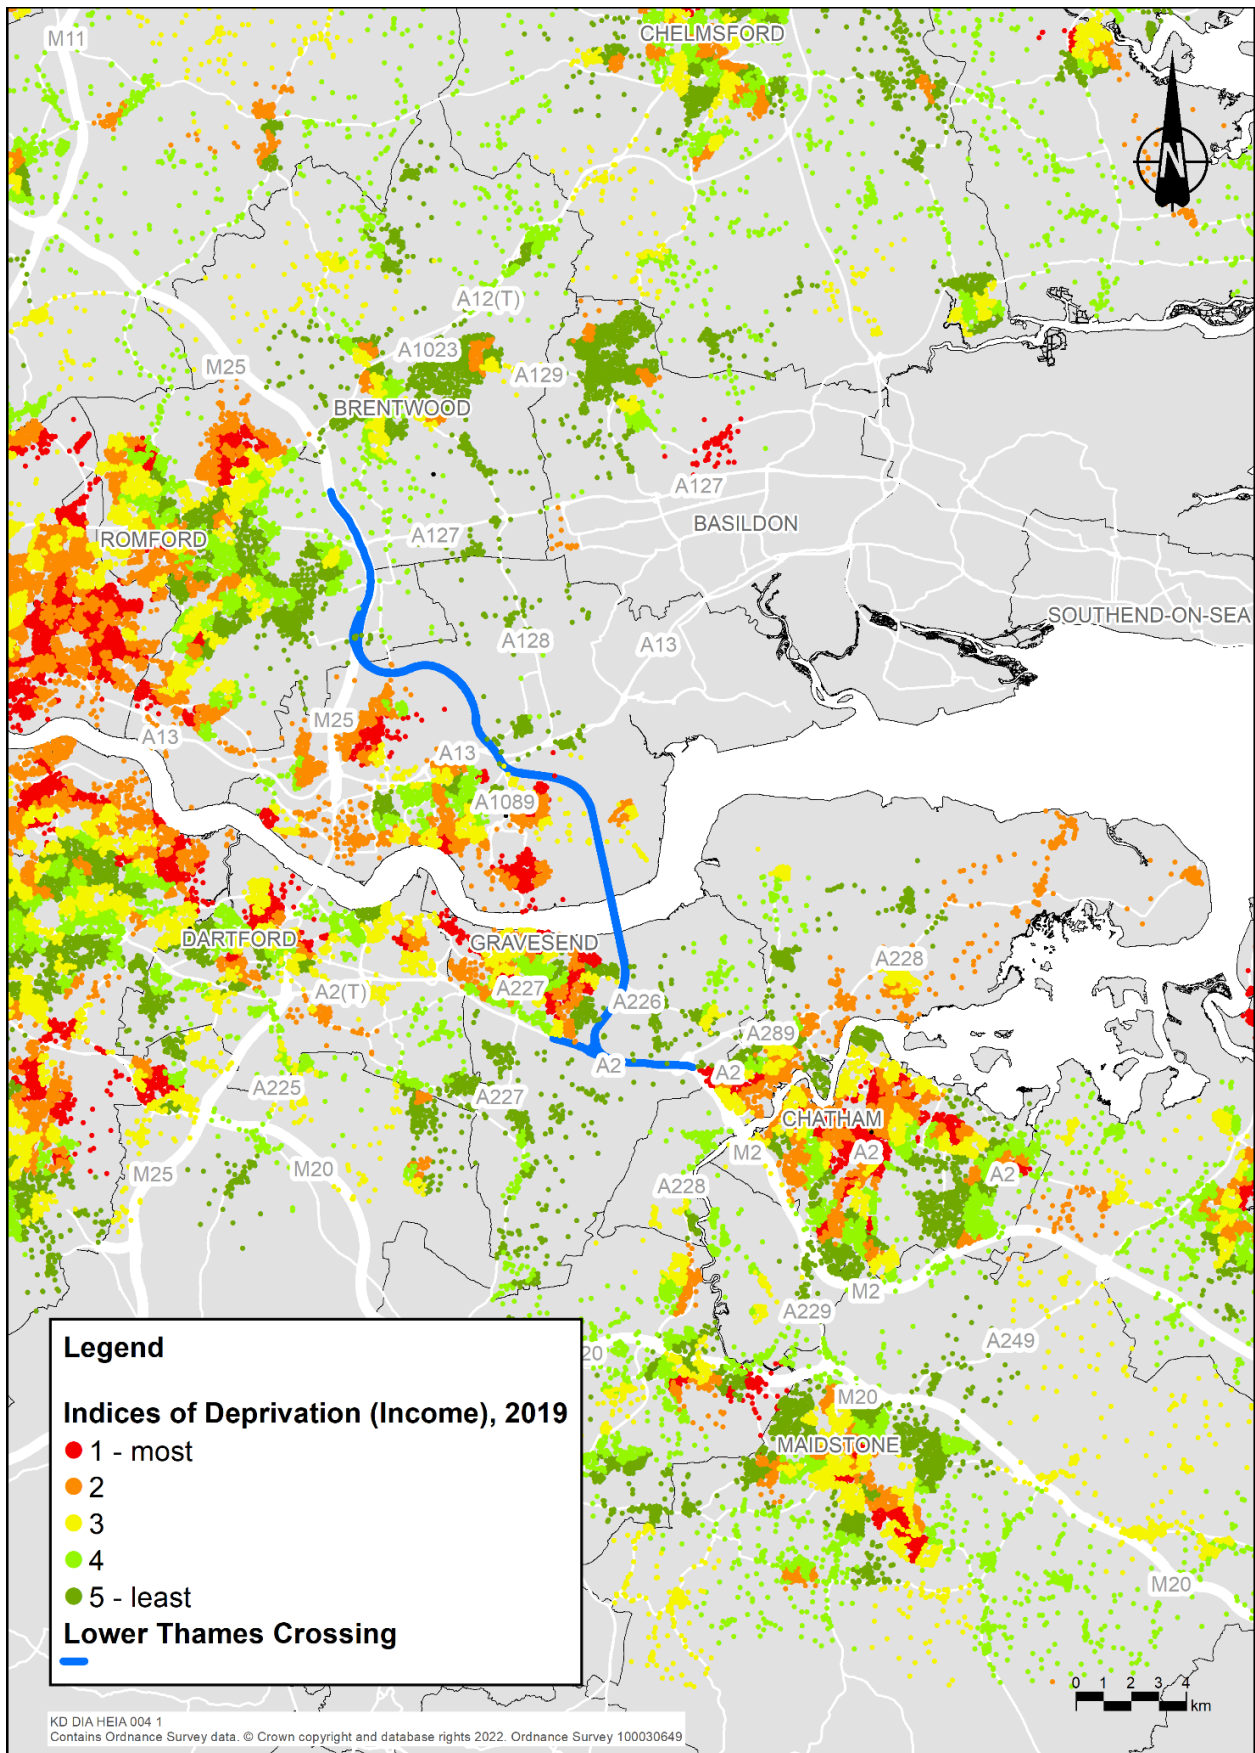 M11
CHELMSFORD
N
A12(T)
A1023
M25
A129
BRENTWOOD
A127
BASILDON
ROMFORD
A127
SOUTHEND-ON-SEA
A128
A13
M25
A13
A13
A1089
DARTFORD
GRAVESEND
A228
A227
A2(T)
A226
A289
A2
A2
A225
A227
CHATHAM
M2
A2
A2
M25
M20
A228
M2
A229
A249
20
M20
MAIDSTONE
M20
Legend
Indices of Deprivation (Income), 2019
1 - most
2
3
4
5 - least
Lower Thames Crossing
0 1 2 3 4
km
KD DIA HEIA 004 1
Contains Ordnance Survey data. © Crown copyright and database rights 2022. Ordnance Survey 100030649